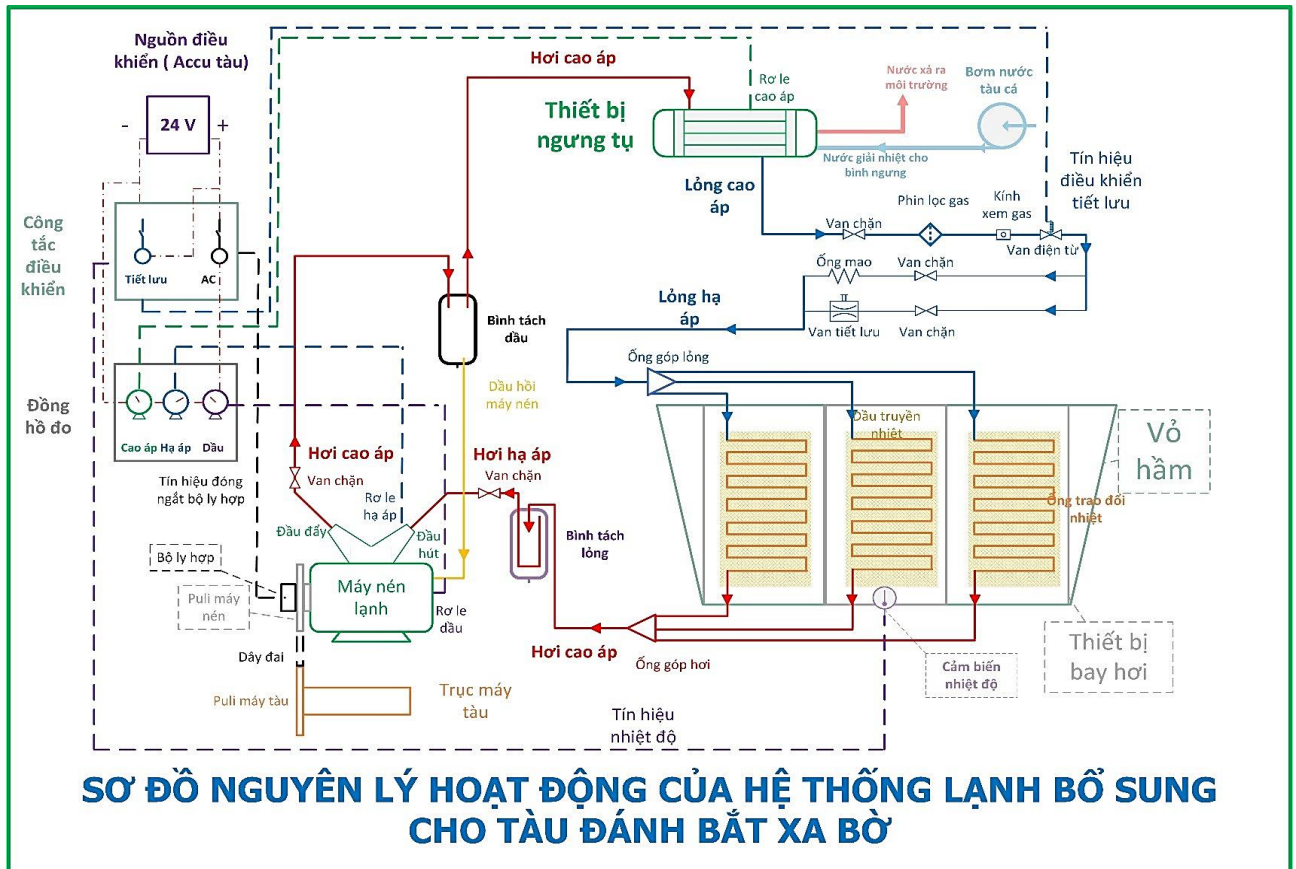 Nguồn điều
khiển ( Accu tàu)
-
24 V
+
Hơi cao áp
Rơ le
cao áp
Nước xả ra
môi trường
Bơm nước
tàu cá
Thiết bị
ngưng tụ
Nước giải nhiệt cho
bình ngưng
Tín hiệu
điều khiển
tiết lưu
Lỏng cao
áp
Van chặn
Phin lọc gas
Kính
xem gas
Van điện từ
Công
tắc
điều
khiển
Tiết lưu
AC
Ống mao
Van chặn
Lỏng hạ
áp
Van tiết lưu
Van chặn
Bình tách
dầu
Ống góp lỏng
Dầu hồi
máy nén
Đồng
hồ đo
Cao áp
Hạ áp
Dầu
Dầu truyền
nhiệt
Vỏ
hầm
Hơi cao áp
Van chặn
Hơi hạ áp
Van chặn
Tín hiệu đóng
ngắt bộ ly hợp
Rơ le
hạ áp
Ống trao đổi
nhiệt
Đầu đẩy
Đầu
hút
Bình tách
lỏng
Bộ ly hợp
Máy nén
lạnh
Puli máy
nén
Rơ le
dầu
Dây đai
Hơi cao áp
Ống góp hơi
Cảm biến
nhiệt độ
Thiết bị
bay hơi
Puli máy tàu
Trục máy
tàu
Tín hiệu
nhiệt độ
SƠ ĐỒ NGUYÊN LÝ HOẠT ĐỘNG CỦA HỆ THỐNG LẠNH BỔ SUNG
CHO TÀU ĐÁNH BẮT XA BỜ